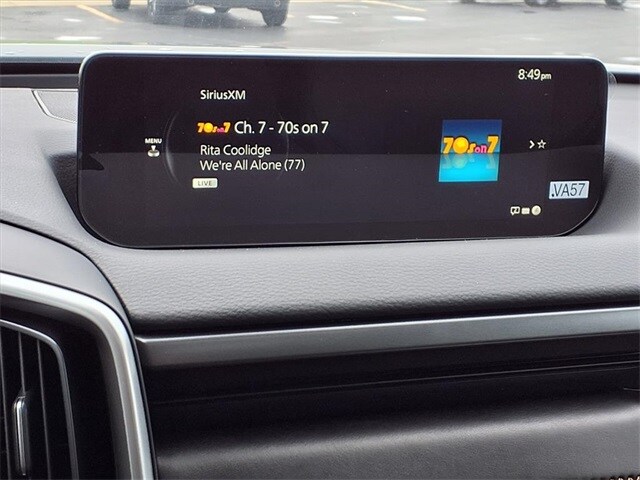 8:49pm
SiriusXM
70s on 7 Ch. 7 - 70s on 7
MENU
Rita Coolidge
We're All Alone (77)
LIVE
70s on 7
.VA57